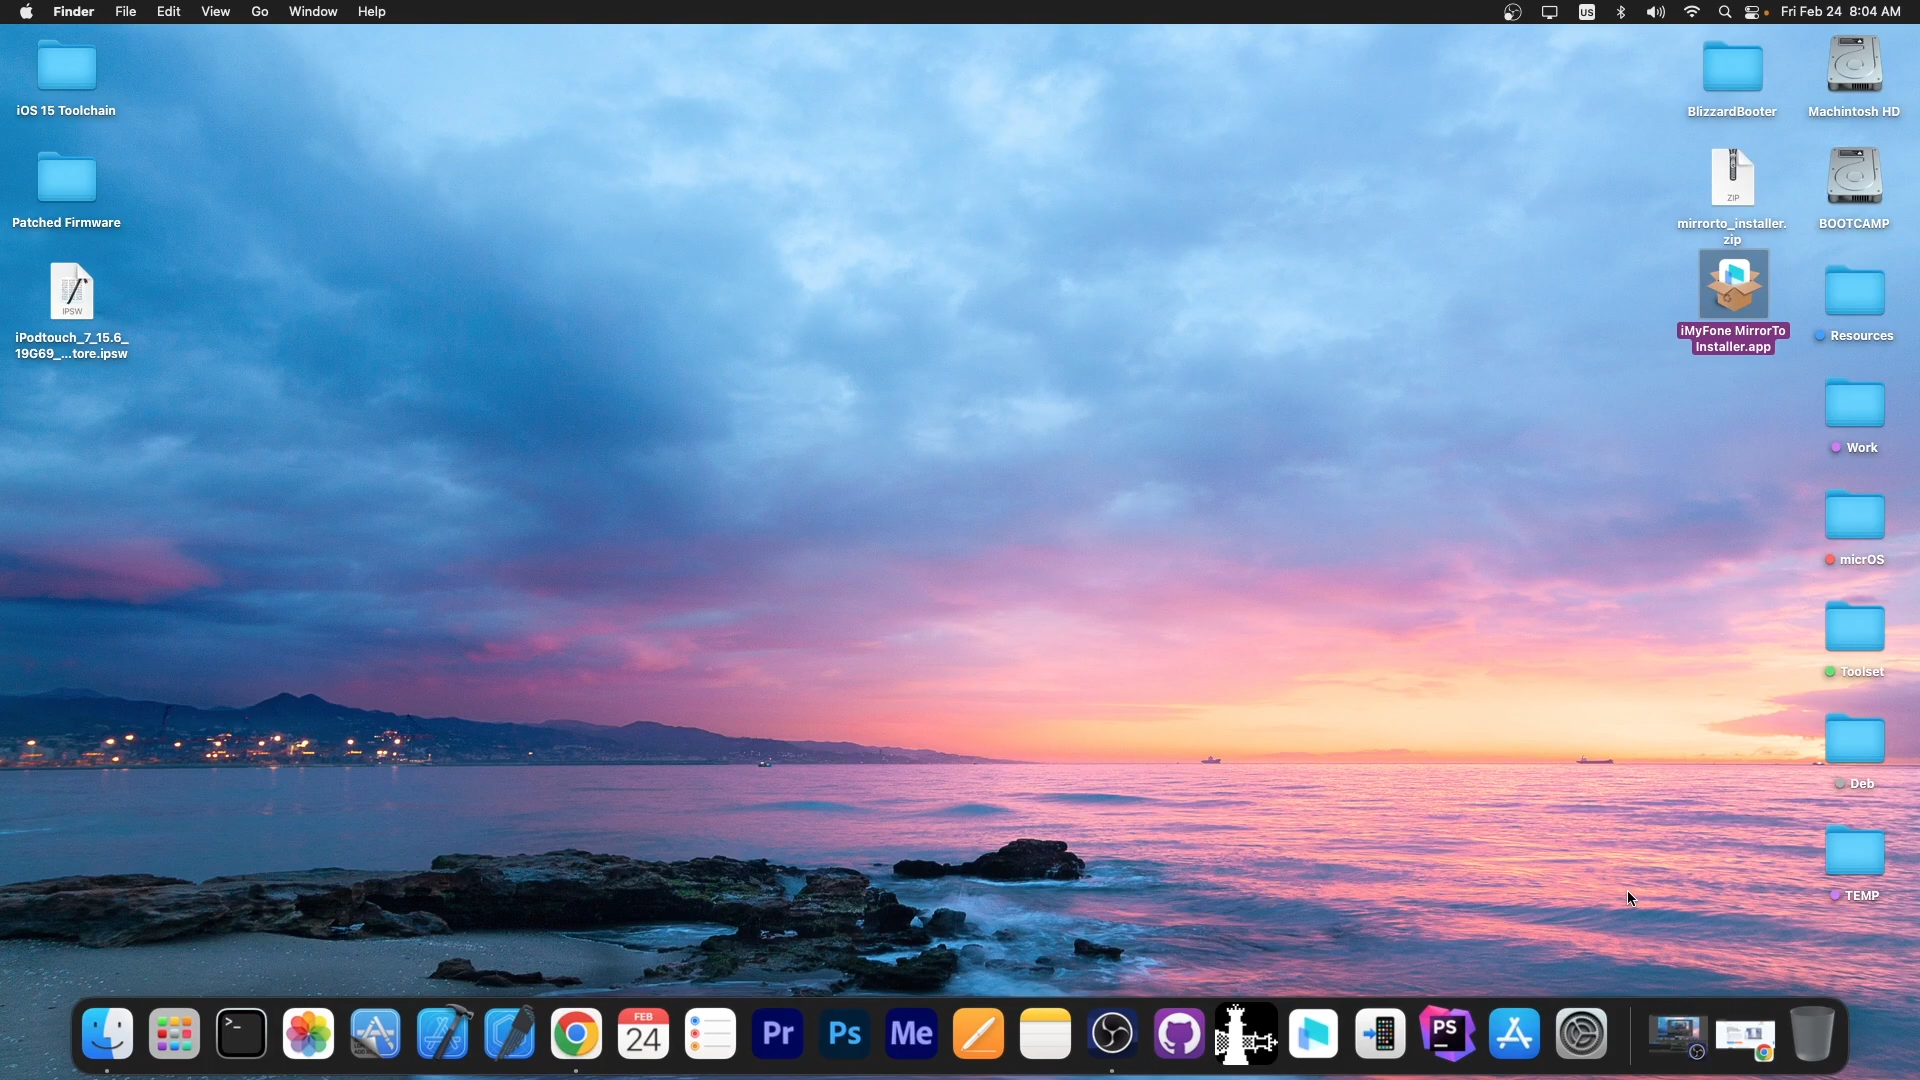 Finder File Edit View Go Window Help
US Fri Feb 24 8:04 AM
iOS 15 Toolchain
Patched Firmware
IPSW
iPodtouch_7_15.6_
19G69_...tore.ipsw
BlizzardBooter
Machintosh HD
ZIP
mirrorto_installer.
zip
BOOTCAMP
iMyFone MirrorTo
Installer.app
Resources
Work
micrOS
Toolset
Deb
TEMP
>_
FEB
24
Pr
Ps
Me
PS